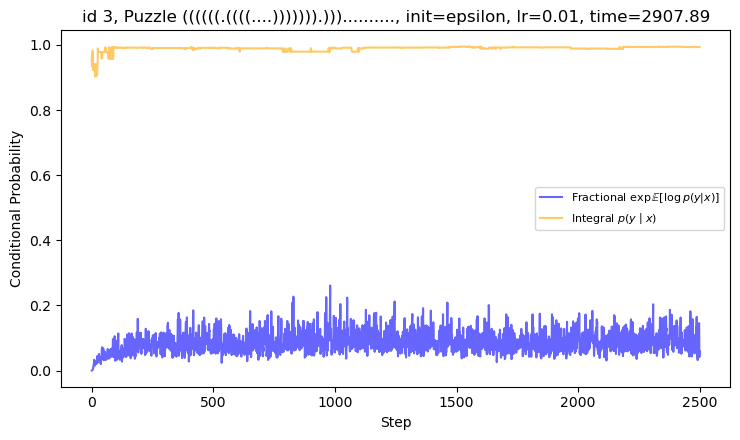 id 3, Puzzle ((((((.((((....))))))).))).........., init=epsilon, lr=0.01, time=2907.89
1.0
0.8
0.6
0.4
0.2
0.0
Conditional Probability
Fractional exp𝔼[log p(y|x)]
Integral p(y | x)
0 500 1000 1500 2000 2500
Step